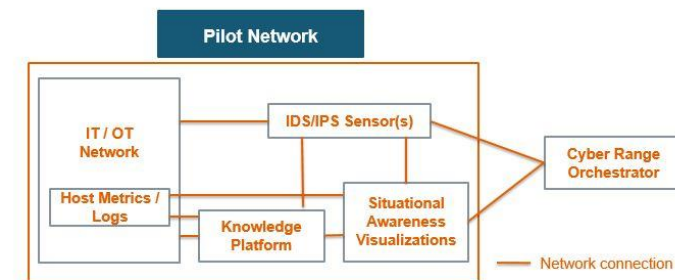 Pilot Network
IT / OT
Network
IDS/IPS Sensor(s)
Cyber Range
Orchestrator
Host Metrics /
Logs
Knowledge
Platform
Situational
Awareness
Visualizations
Network connection